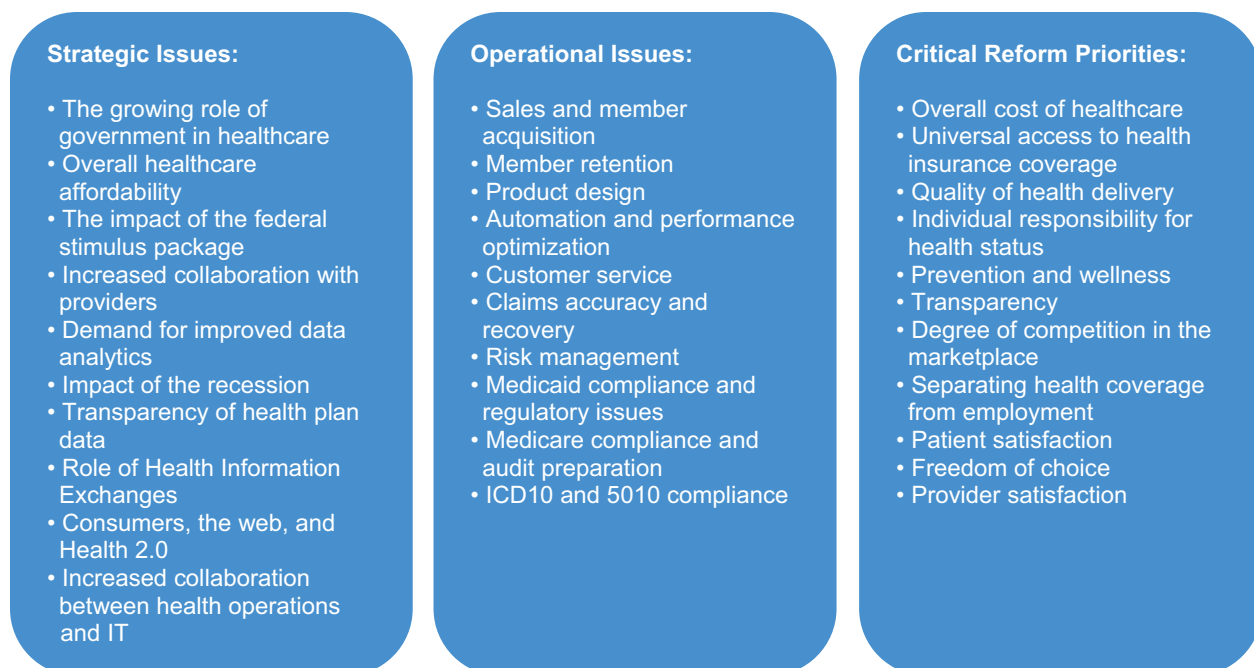 Strategic Issues:
• The growing role of
government in healthcare
• Overall healthcare
affordability
• The impact of the federal
stimulus package
• Increased collaboration with
providers
• Demand for improved data
analytics
• Impact of the recession
• Transparency of health plan
data
• Role of Health Information
Exchanges
• Consumers, the web, and
Health 2.0
• Increased collaboration
between health operations
and IT
Operational Issues:
• Sales and member
acquisition
• Member retention
• Product design
• Automation and performance
optimization
• Customer service
• Claims accuracy and
recovery
• Risk management
• Medicaid compliance and
regulatory issues
• Medicare compliance and
audit preparation
• ICD10 and 5010 compliance
Critical Reform Priorities:
• Overall cost of healthcare
• Universal access to health
insurance coverage
• Quality of health delivery
• Individual responsibility for
health status
• Prevention and wellness
• Transparency
• Degree of competition in the
marketplace
• Separating health coverage
from employment
• Patient satisfaction
• Freedom of choice
• Provider satisfaction